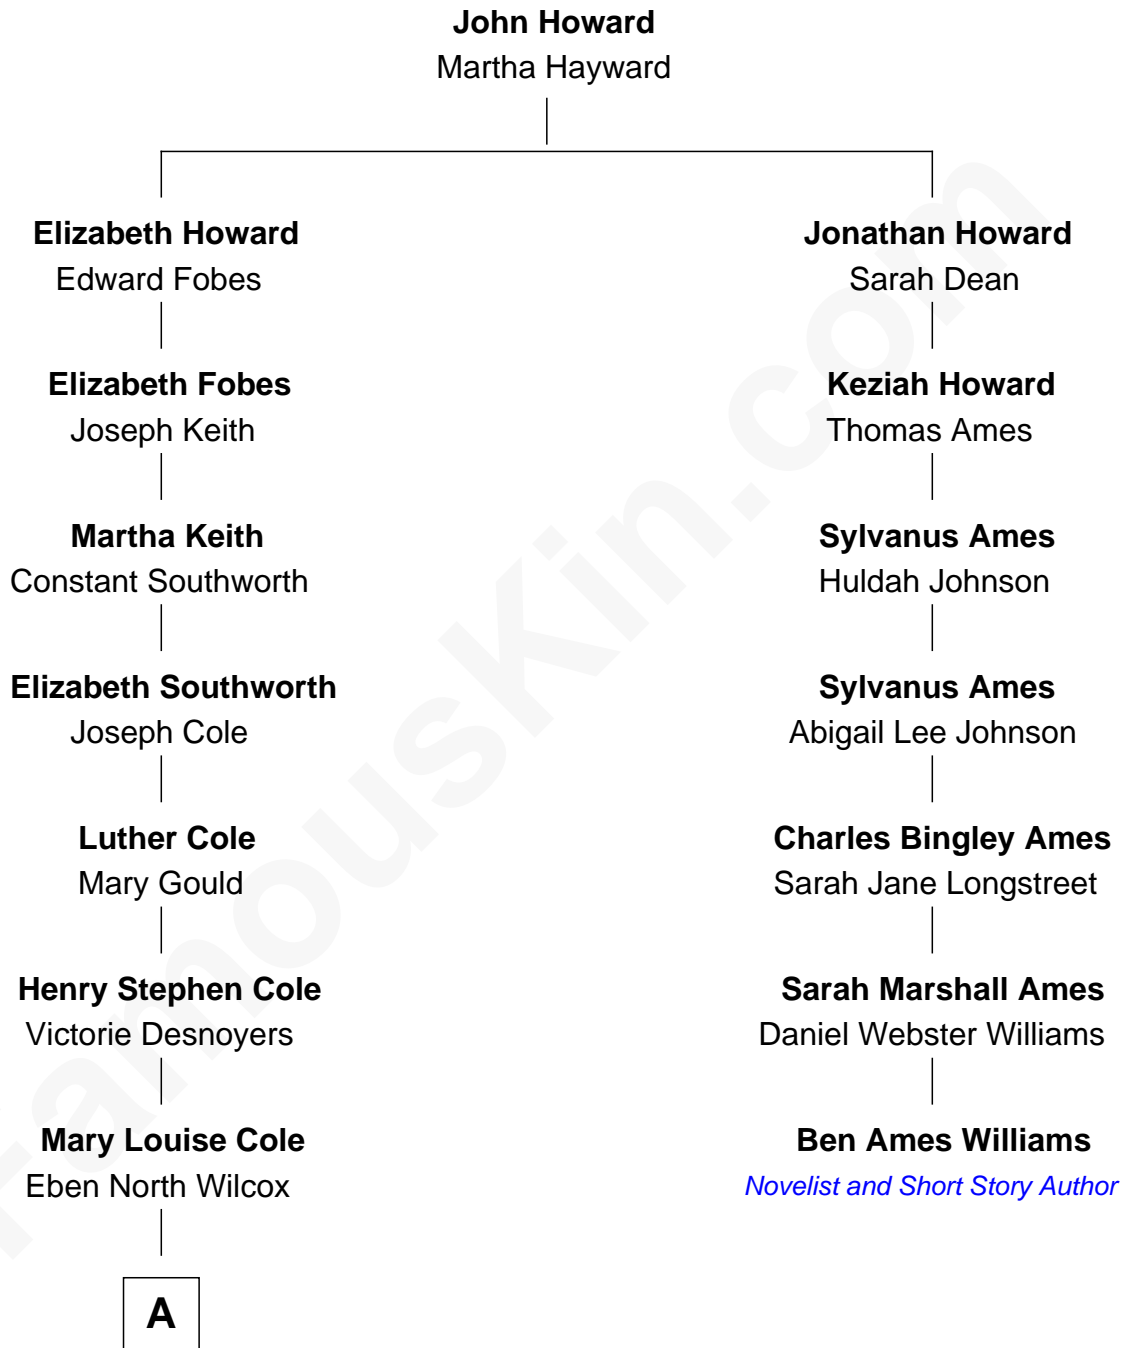 John Howard
Martha Hayward
Elizabeth Howard
Edward Fobes
Jonathan Howard
Sarah Dean
Elizabeth Fobes
Joseph Keith
Keziah Howard
Thomas Ames
Martha Keith
Constant Southworth
Sylvanus Ames
Huldah Johnson
Elizabeth Southworth
Joseph Cole
Sylvanus Ames
Abigail Lee Johnson
Luther Cole
Mary Gould
Charles Bingley Ames
Sarah Jane Longstreet
Henry Stephen Cole
Victorie Desnoyers
Sarah Marshall Ames
Daniel Webster Williams
Mary Louise Cole
Eben North Wilcox
Ben Ames Williams
Novelist and Short Story Author
A
FamousKin.com